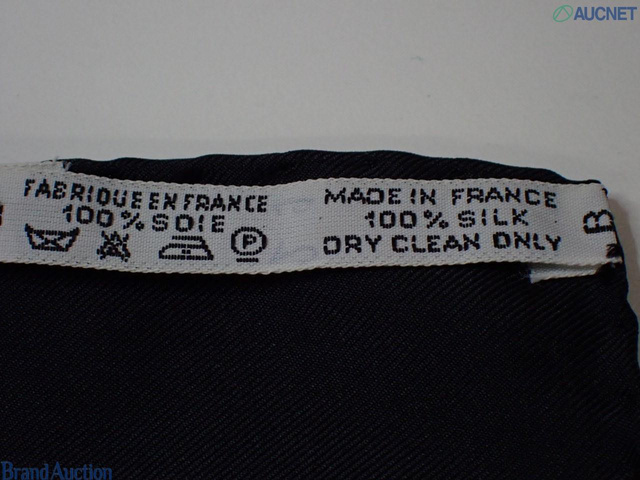 AUCNET
FABRIQUE EN FRANCE
100% SOIE
P
MADE IN FRANCE
100% SILK
DRY CLEAN ONLY
B
Brand Auction